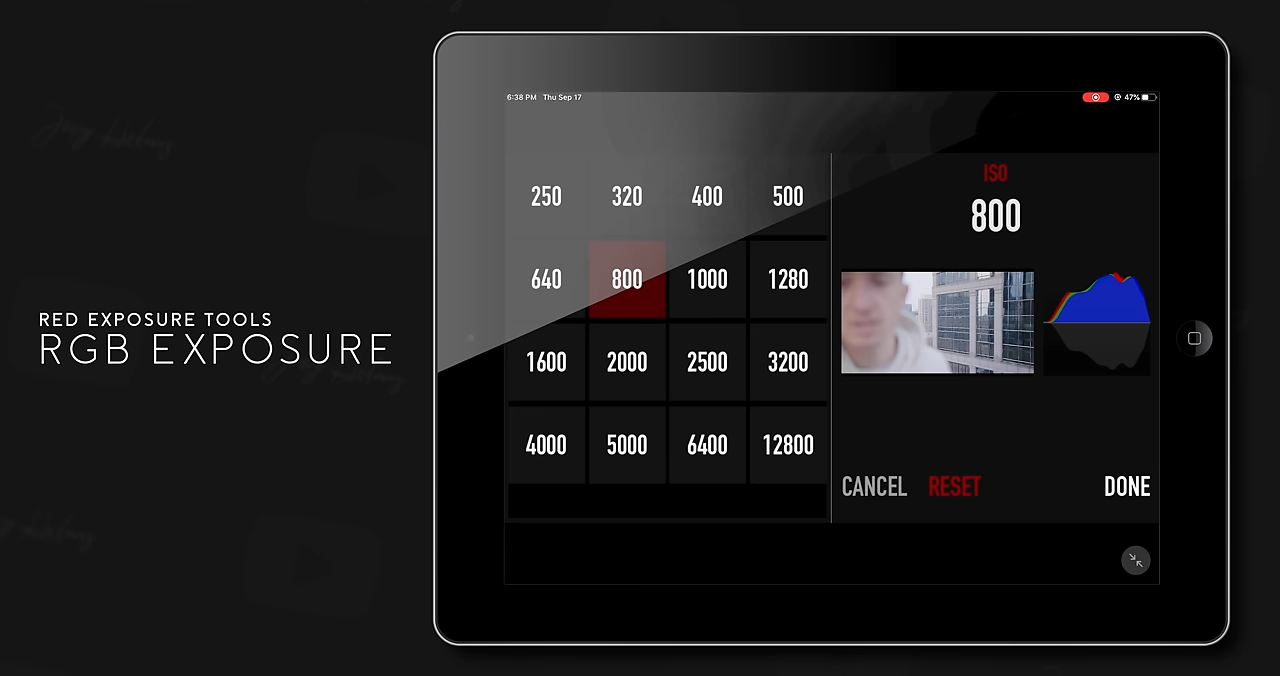 RED EXPOSURE TOOLS
RGB EXPOSURE
6:38 PM Thu Sep 17
47%
250 320 400 500
640 800 1000 1280
1600 2000 2500 3200
4000 5000 6400 12800
ISO
800
CANCEL RESET DONE